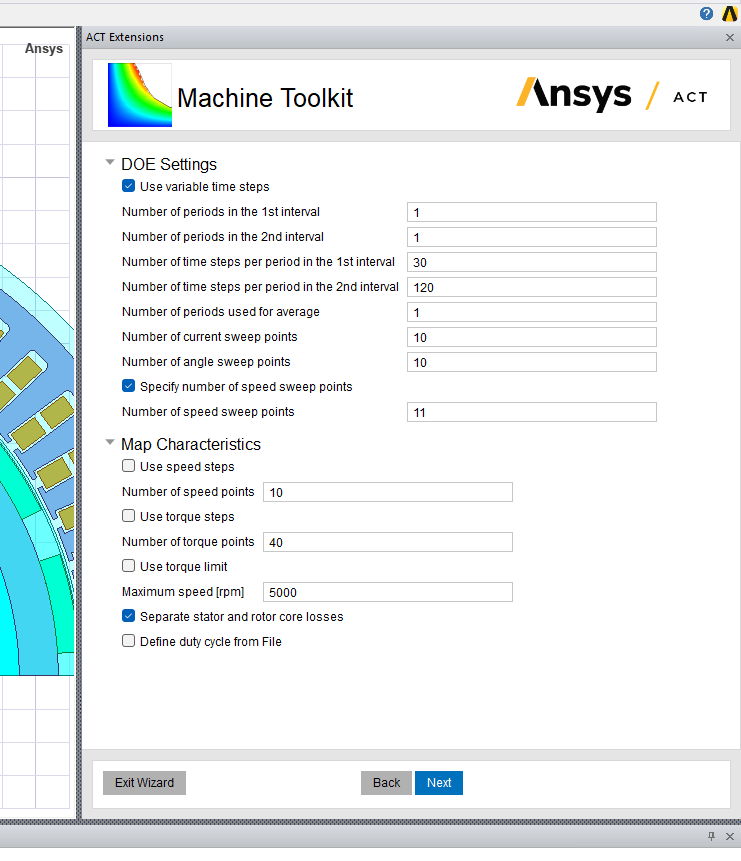 Ansys
ACT Extensions
Machine Toolkit
Ansys / ACT
DOE Settings
Use variable time steps
Number of periods in the 1st interval 1
Number of periods in the 2nd interval 1
Number of time steps per period in the 1st interval 30
Number of time steps per period in the 2nd interval 120
Number of periods used for average 1
Number of current sweep points 10
Number of angle sweep points 10
Specify number of speed sweep points
Number of speed sweep points 11
Map Characteristics
Use speed steps
Number of speed points 10
Use torque steps
Number of torque points 40
Use torque limit
Maximum speed [rpm] 5000
Separate stator and rotor core losses
Define duty cycle from File
Exit Wizard Back Next